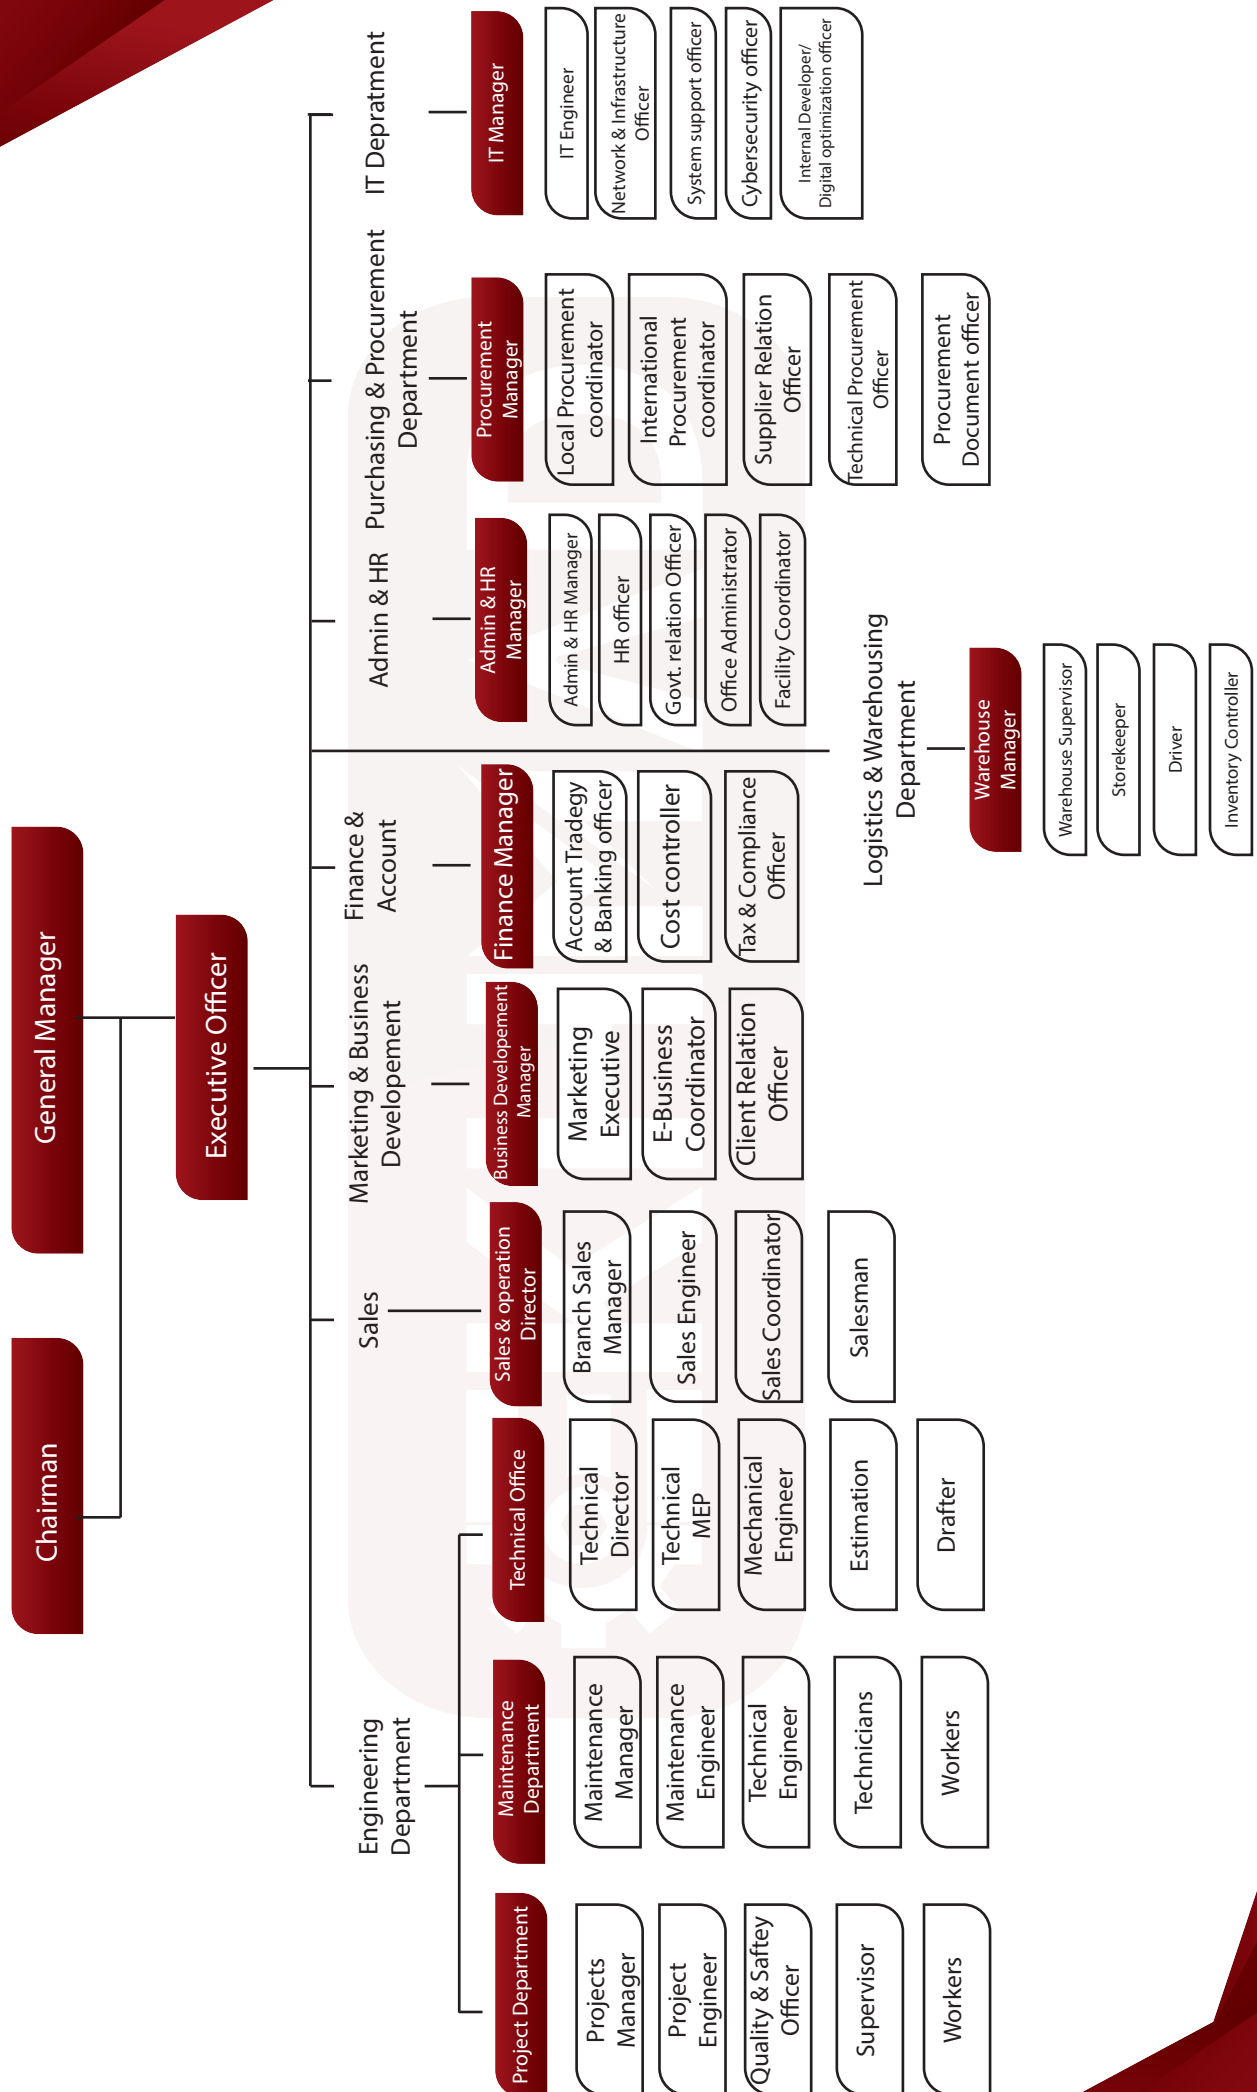 Chairman
General Manager
Executive Officer
Engineering
Department
Sales
Marketing & Business
Developement
Finance &
Account
Admin & HR
Purchasing & Procurement
Department
IT Depratment
Project Department
Projects
Manager
Project
Engineer
Quality & Saftey
Officer
Supervisor
Workers
Maintenance
Department
Maintenance
Manager
Maintenance
Engineer
Technical
Engineer
Technicians
Workers
Technical Office
Technical
Director
Technical
MEP
Mechanical
Engineer
Estimation
Drafter
Sales & operation
Director
Branch Sales
Manager
Sales Engineer
Sales Coordinator
Salesman
Business Developement
Manager
Marketing
Executive
E-Business
Coordinator
Client Relation
Officer
Finance Manager
Account Tradegy
& Banking officer
Cost controller
Tax & Compliance
Officer
Logistics & Warehousing
Department
Warehouse
Manager
Warehouse Supervisor
Storekeeper
Driver
Inventory Controller
Admin & HR
Manager
Admin & HR Manager
HR officer
Govt. relation Officer
Office Administrator
Facility Coordinator
Procurement
Manager
Local Procurement
coordinator
International
Procurement
coordinator
Supplier Relation
Officer
Technical Procurement
Officer
Procurement
Document officer
IT Manager
IT Engineer
Network & Infrastructure
Officer
System support officer
Cybersecurity officer
Internal Developer/
Digital optimization officer